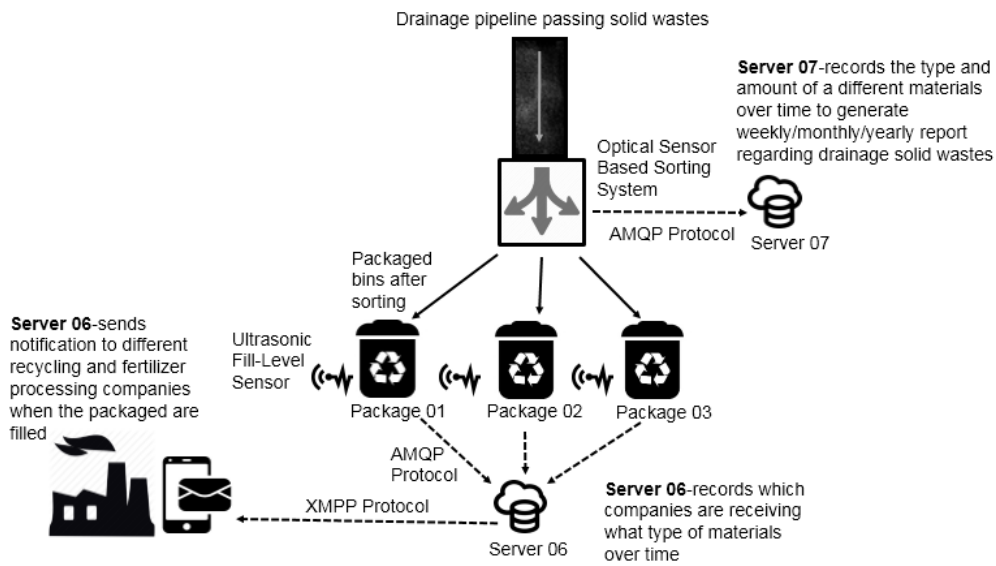 Drainage pipeline passing solid wastes
Server 07-records the type and
amount of a different materials
over time to generate
weekly/monthly/yearly report
regarding drainage solid wastes
Optical Sensor
Based Sorting
System
AMQP Protocol
Server 07
Packaged
bins after
sorting
Server 06-sends
notification to different
recycling and fertilizer
processing companies
when the packaged are
filled
Ultrasonic
Fill-Level
Sensor
Package 01
Package 02
Package 03
AMQP
Protocol
XMPP Protocol
Server 06
Server 06-records which
companies are receiving
what type of materials
over time